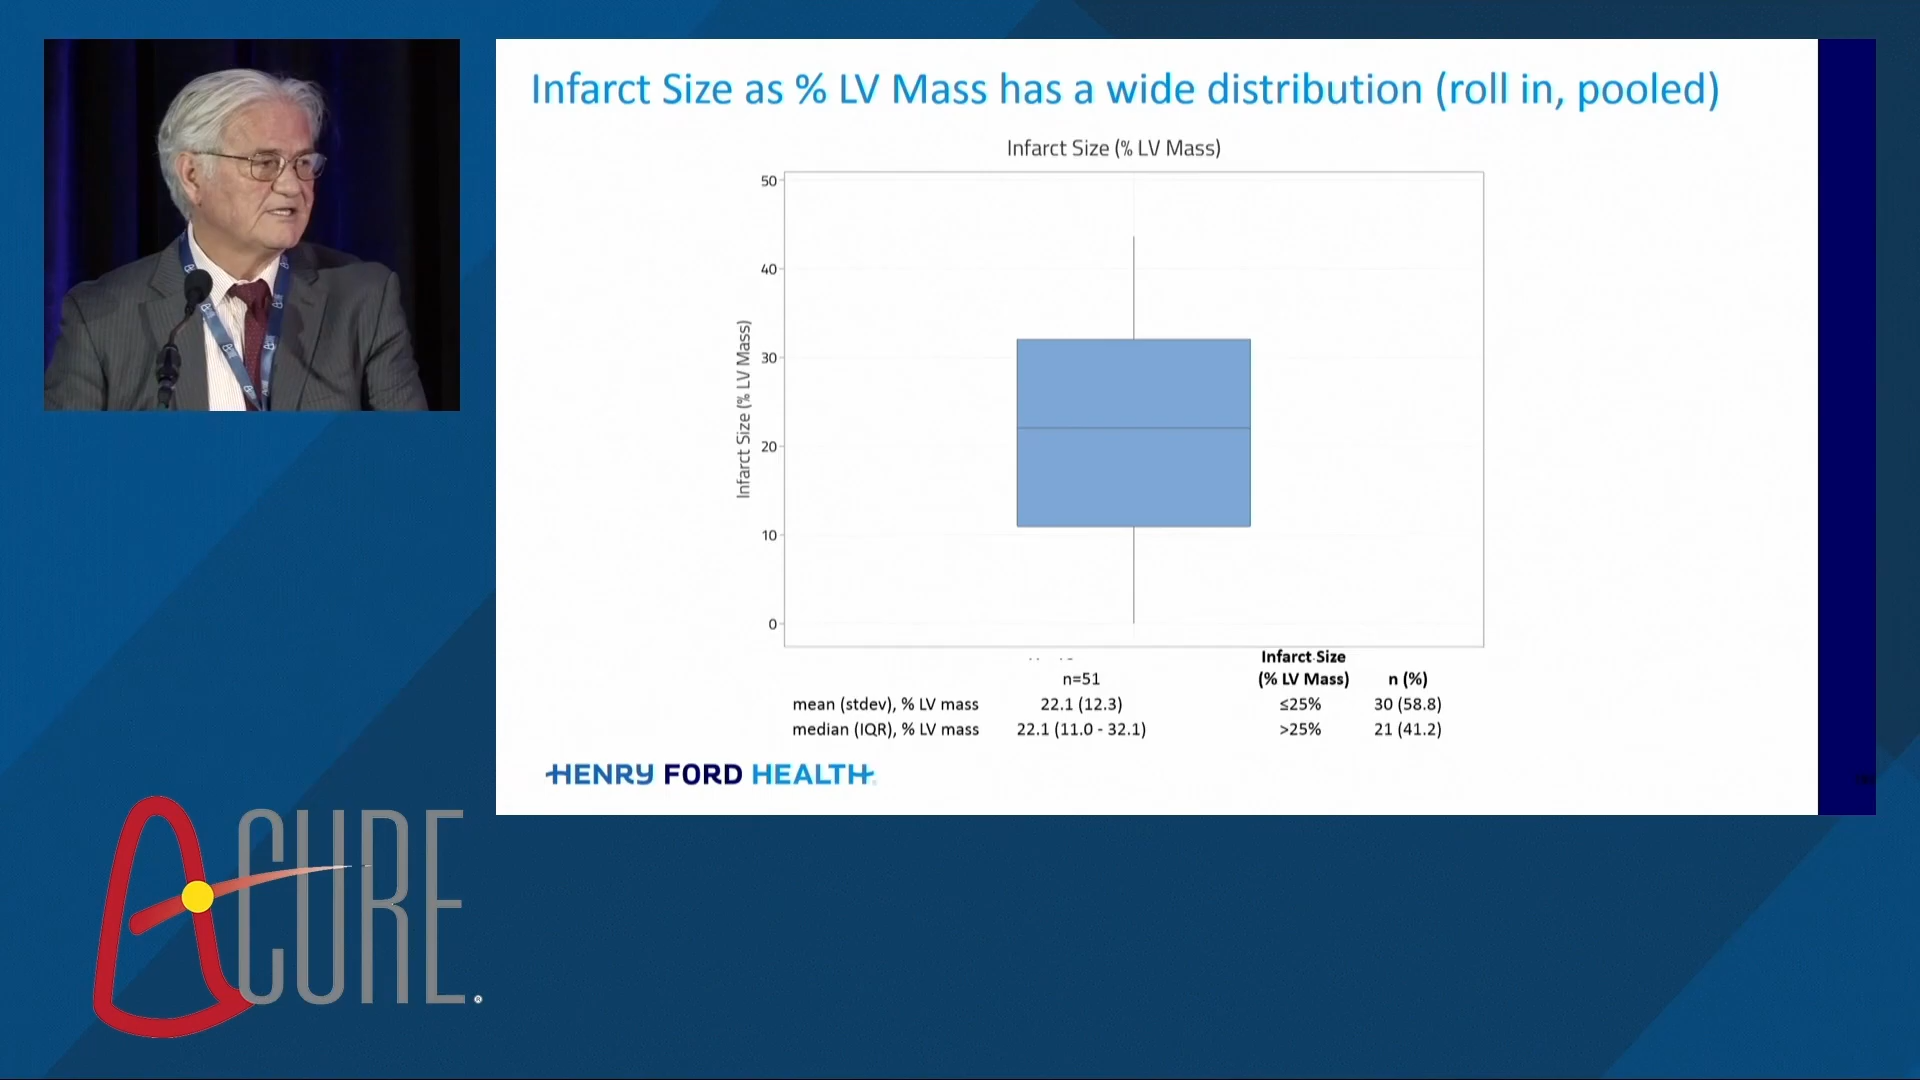 Infarct Size as % LV Mass has a wide distribution (roll in, pooled)
Infarct Size (% LV Mass)
Infarct Size (% LV Mass)
50
40
30
20
10
0
n=51
mean (stdev), % LV mass 22.1 (12.3)
median (IQR), % LV mass 22.1 (11.0 - 32.1)
Infarct Size
(% LV Mass) n (%)
≤25% 30 (58.8)
>25% 21 (41.2)
HENRY FORD HEALTH
A-CURE®